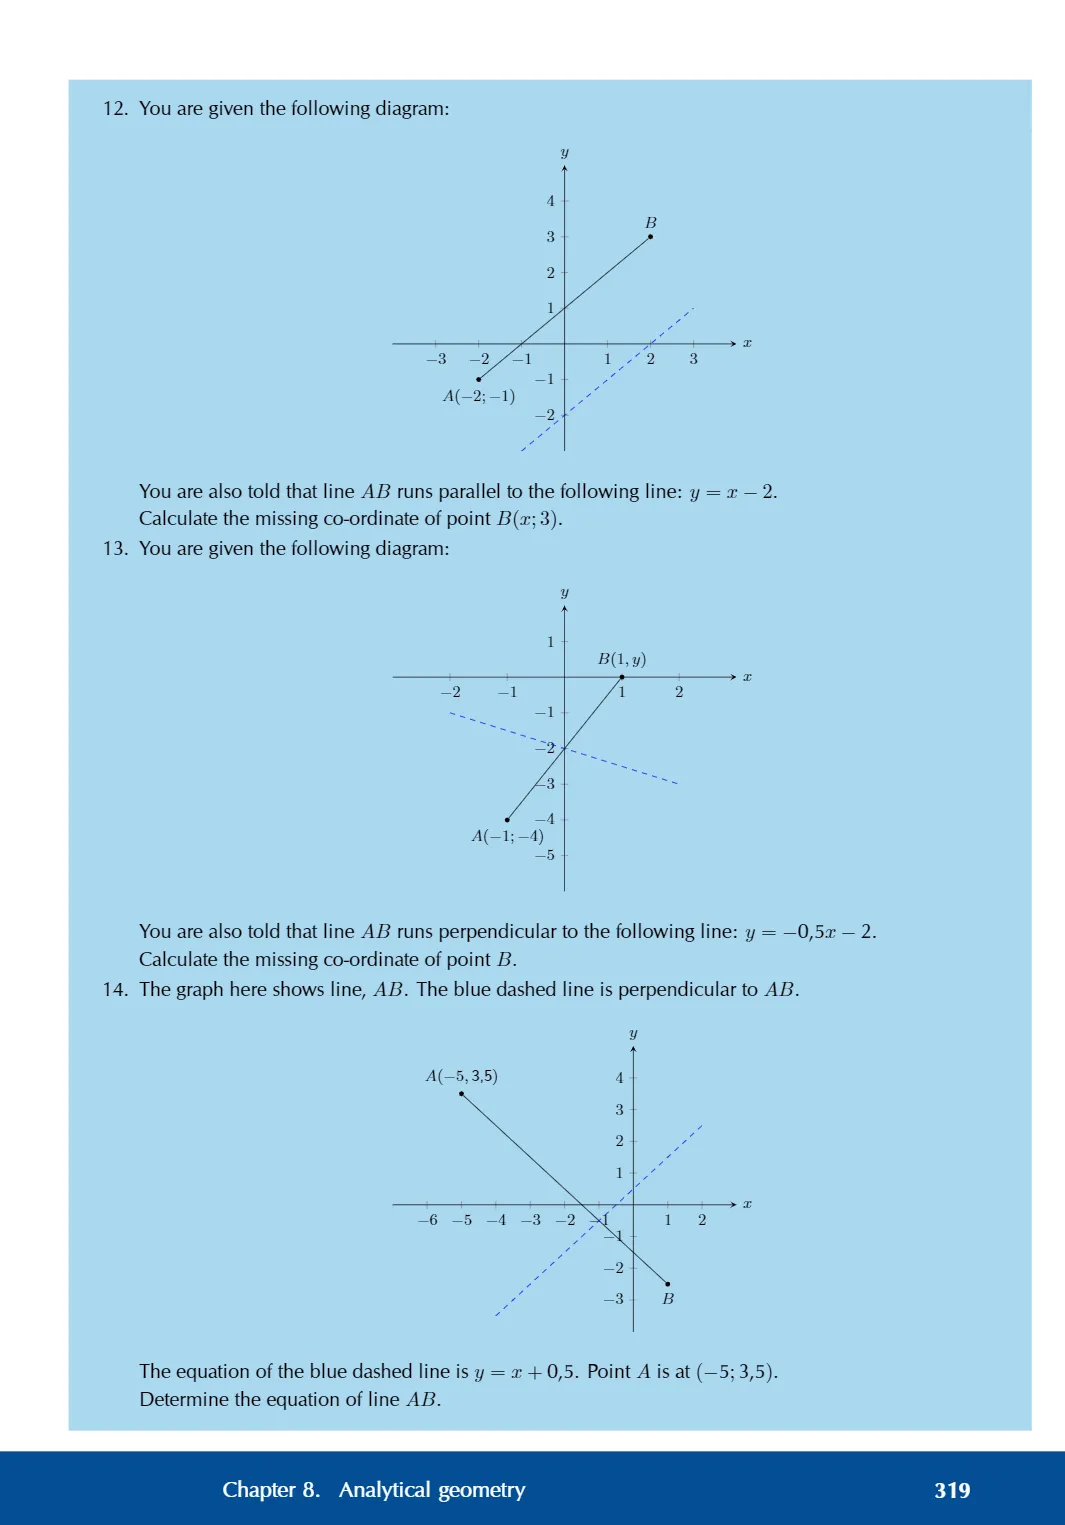 12. You are given the following diagram:
y
4
B
3
2
1
x
−3 −2 −1 1 2 3
−1
A(−2; −1)
−2
You are also told that line AB runs parallel to the following line: y = x − 2.
Calculate the missing co-ordinate of point B(x; 3).
13. You are given the following diagram:
y
1
B(1, y)
x
−2 −1 1 2
−1
−2
−3
−4
A(−1; −4)
−5
You are also told that line AB runs perpendicular to the following line: y = −0,5x − 2.
Calculate the missing co-ordinate of point B.
14. The graph here shows line, AB. The blue dashed line is perpendicular to AB.
y
A(−5, 3,5)
4
3
2
1
x
−6 −5 −4 −3 −2 −1 1 2
−1
−2
−3
B
The equation of the blue dashed line is y = x + 0,5. Point A is at (−5; 3,5).
Determine the equation of line AB.
Chapter 8. Analytical geometry 319